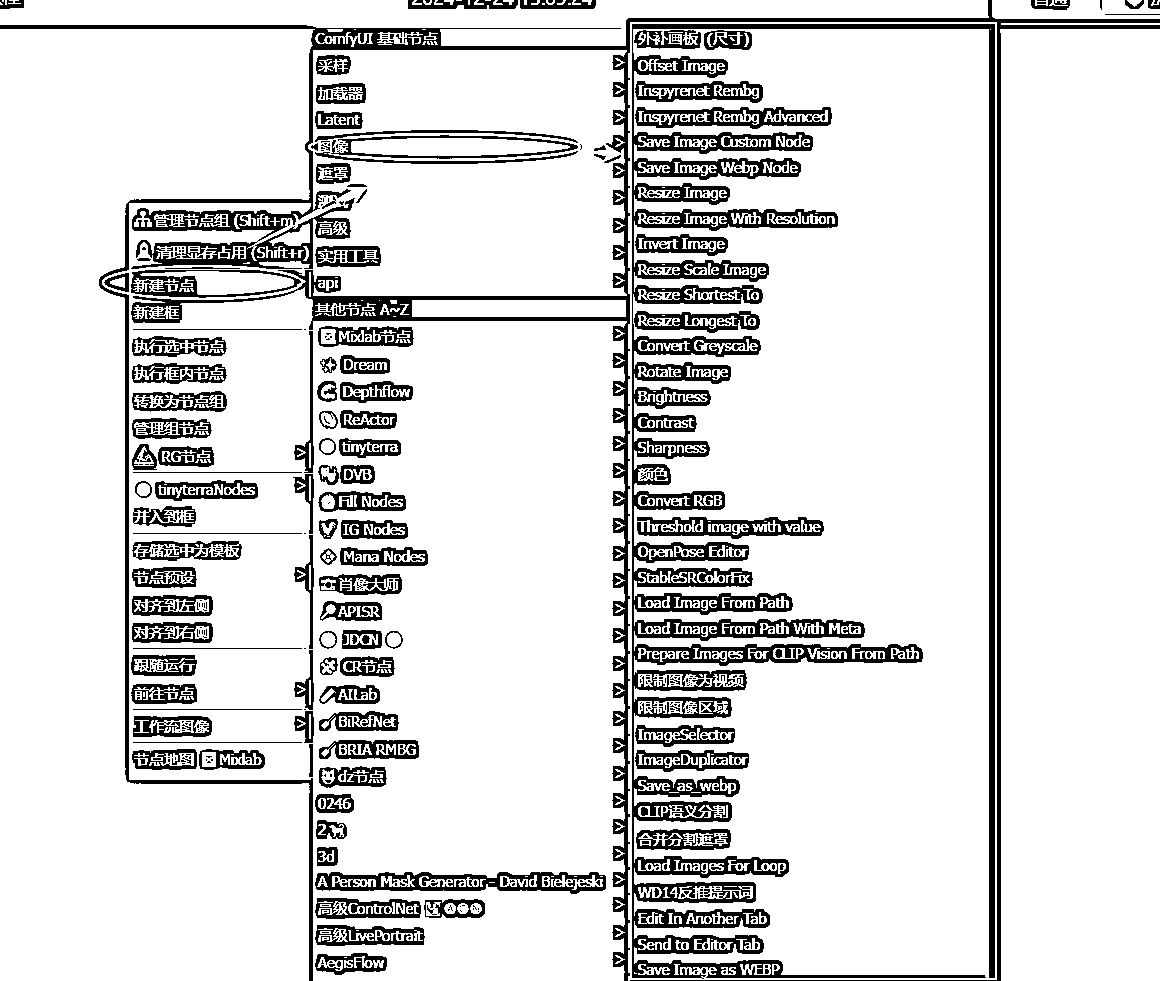 2024-12-24 15:05:24
普通
管理节点组 (Shift+m)
清理显存占用 (Shift+r)
新建节点
新建框
执行选中节点
执行框内节点
转换为节点组
管理组节点
RG节点
tinyterraNodes
并入到框
存储选中为模板
节点预设
对齐到左侧
对齐到右侧
跟随运行
前往节点
工作流图像
节点地图 Mixlab
ComfyUI 基础节点
采样
加载器
Latent
图像
遮罩
高级
实用工具
api
其他节点 A~Z
Mixlab节点
Dream
Depthflow
ReActor
tinyterra
DVB
Fill Nodes
IG Nodes
Mana Nodes
肖像大师
APISR
JDCN
CR节点
AILab
BiRefNet
BRIA RMBG
dz节点
0246
2
3d
A Person Mask Generator - David Bielejeski
高级ControlNet
高级LivePortrait
AegisFlow
外补画板 (尺寸)
Offset Image
Inspyrenet Rembg
Inspyrenet Rembg Advanced
Save Image Custom Node
Save Image Webp Node
Resize Image
Resize Image With Resolution
Invert Image
Resize Scale Image
Resize Shortest To
Resize Longest To
Convert Greyscale
Rotate Image
Brightness
Contrast
Sharpness
颜色
Convert RGB
Threshold image with value
OpenPose Editor
StableSRColorFix
Load Image From Path
Load Image From Path With Meta
Prepare Images For CLIP Vision From Path
限制图像为视频
限制图像区域
ImageSelector
ImageDuplicator
Save_as_webp
CLIP语义分割
合并分割遮罩
Load Images For Loop
WD14反推提示词
Edit In Another Tab
Send to Editor Tab
Save Image as WEBP